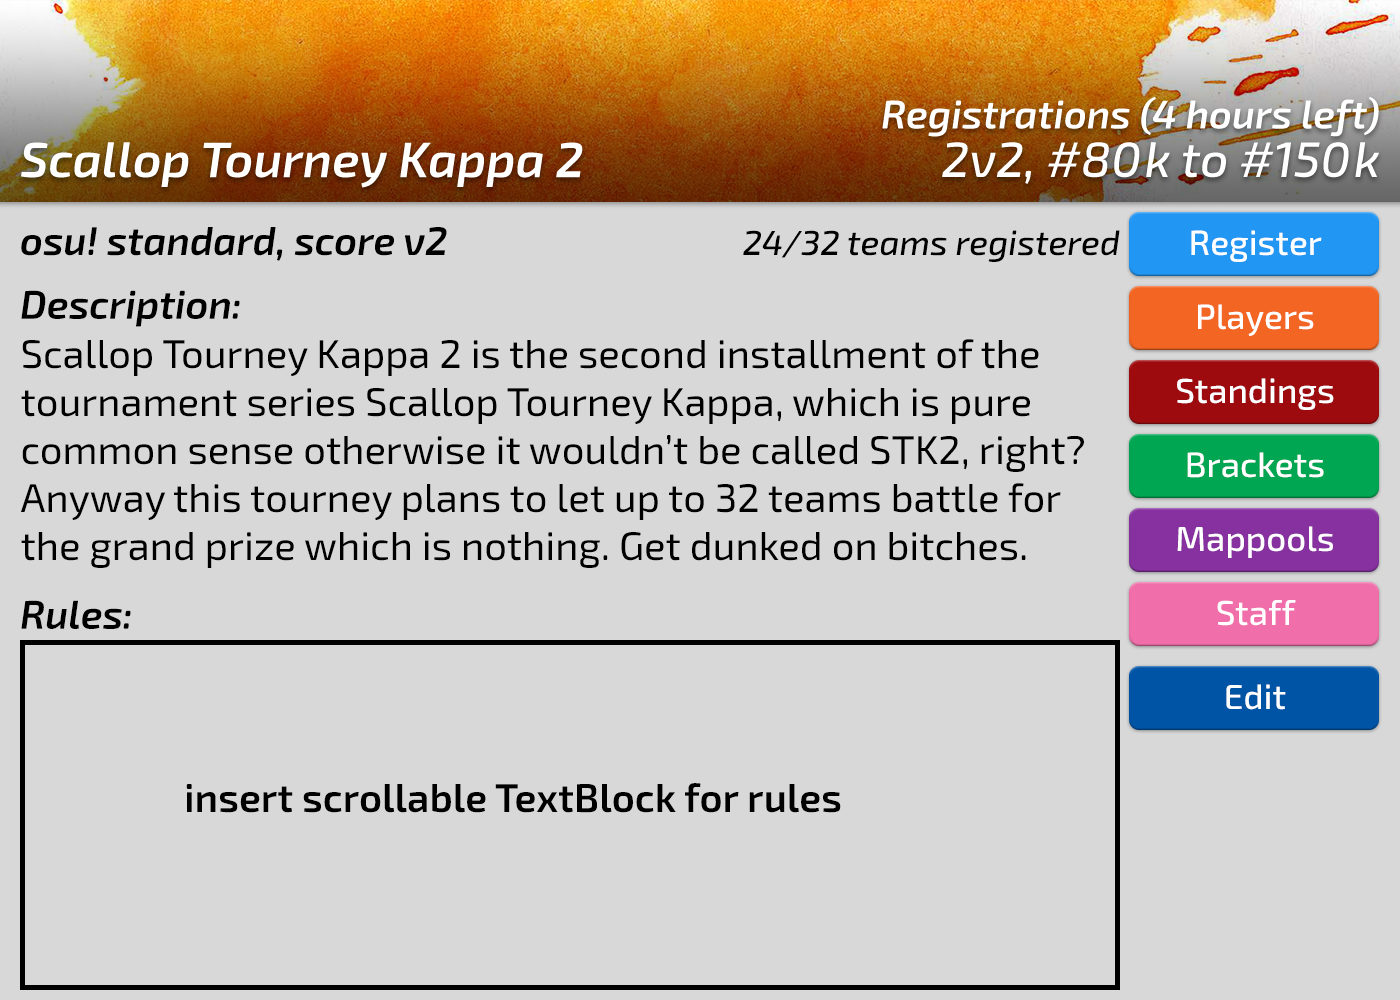 Registrations (4 hours left)
Scallop Tourney Kappa 2
2v2, #80k to #150k
osu! standard, score v2
24/32 teams registered
Register
Description:
Players
Scallop Tourney Kappa 2 is the second installment of the
tournament series Scallop Tourney Kappa, which is pure
common sense otherwise it wouldn't be called STK2, right?
Anyway this tourney plans to let up to 32 teams battle for
the grand prize which is nothing. Get dunked on bitches.
Standings
Brackets
Mappools
Staff
Edit
Rules:
insert scrollable TextBlock for rules